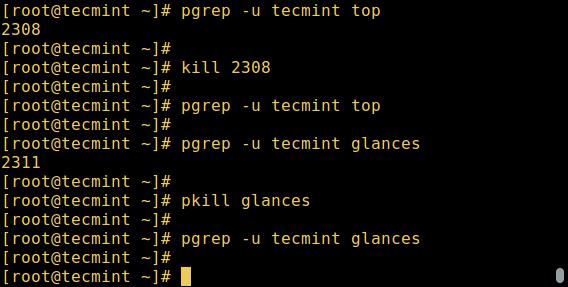 [root@tecmint ~]# pgrep -u tecmint top
2308
[root@tecmint ~]#
[root@tecmint ~]# kill 2308
[root@tecmint ~]#
[root@tecmint ~]# pgrep -u tecmint top
[root@tecmint ~]#
[root@tecmint ~]# pgrep -u tecmint glances
2311
[root@tecmint ~]#
[root@tecmint ~]# pkill glances
[root@tecmint ~]#
[root@tecmint ~]# pgrep -u tecmint glances
[root@tecmint ~]#
[root@tecmint ~]#